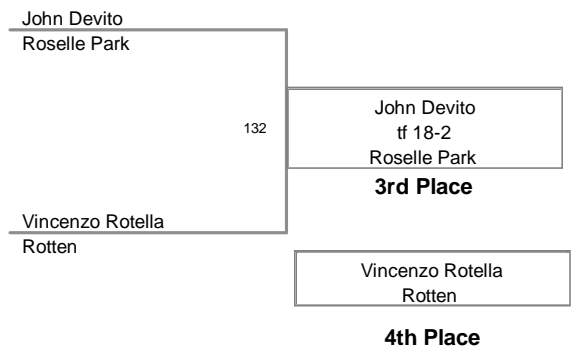 John Devito
Roselle Park
132
John Devito
tf 18-2
Roselle Park
3rd Place
Vincenzo Rotella
Rotten
Vincenzo Rotella
Rotten
4th Place